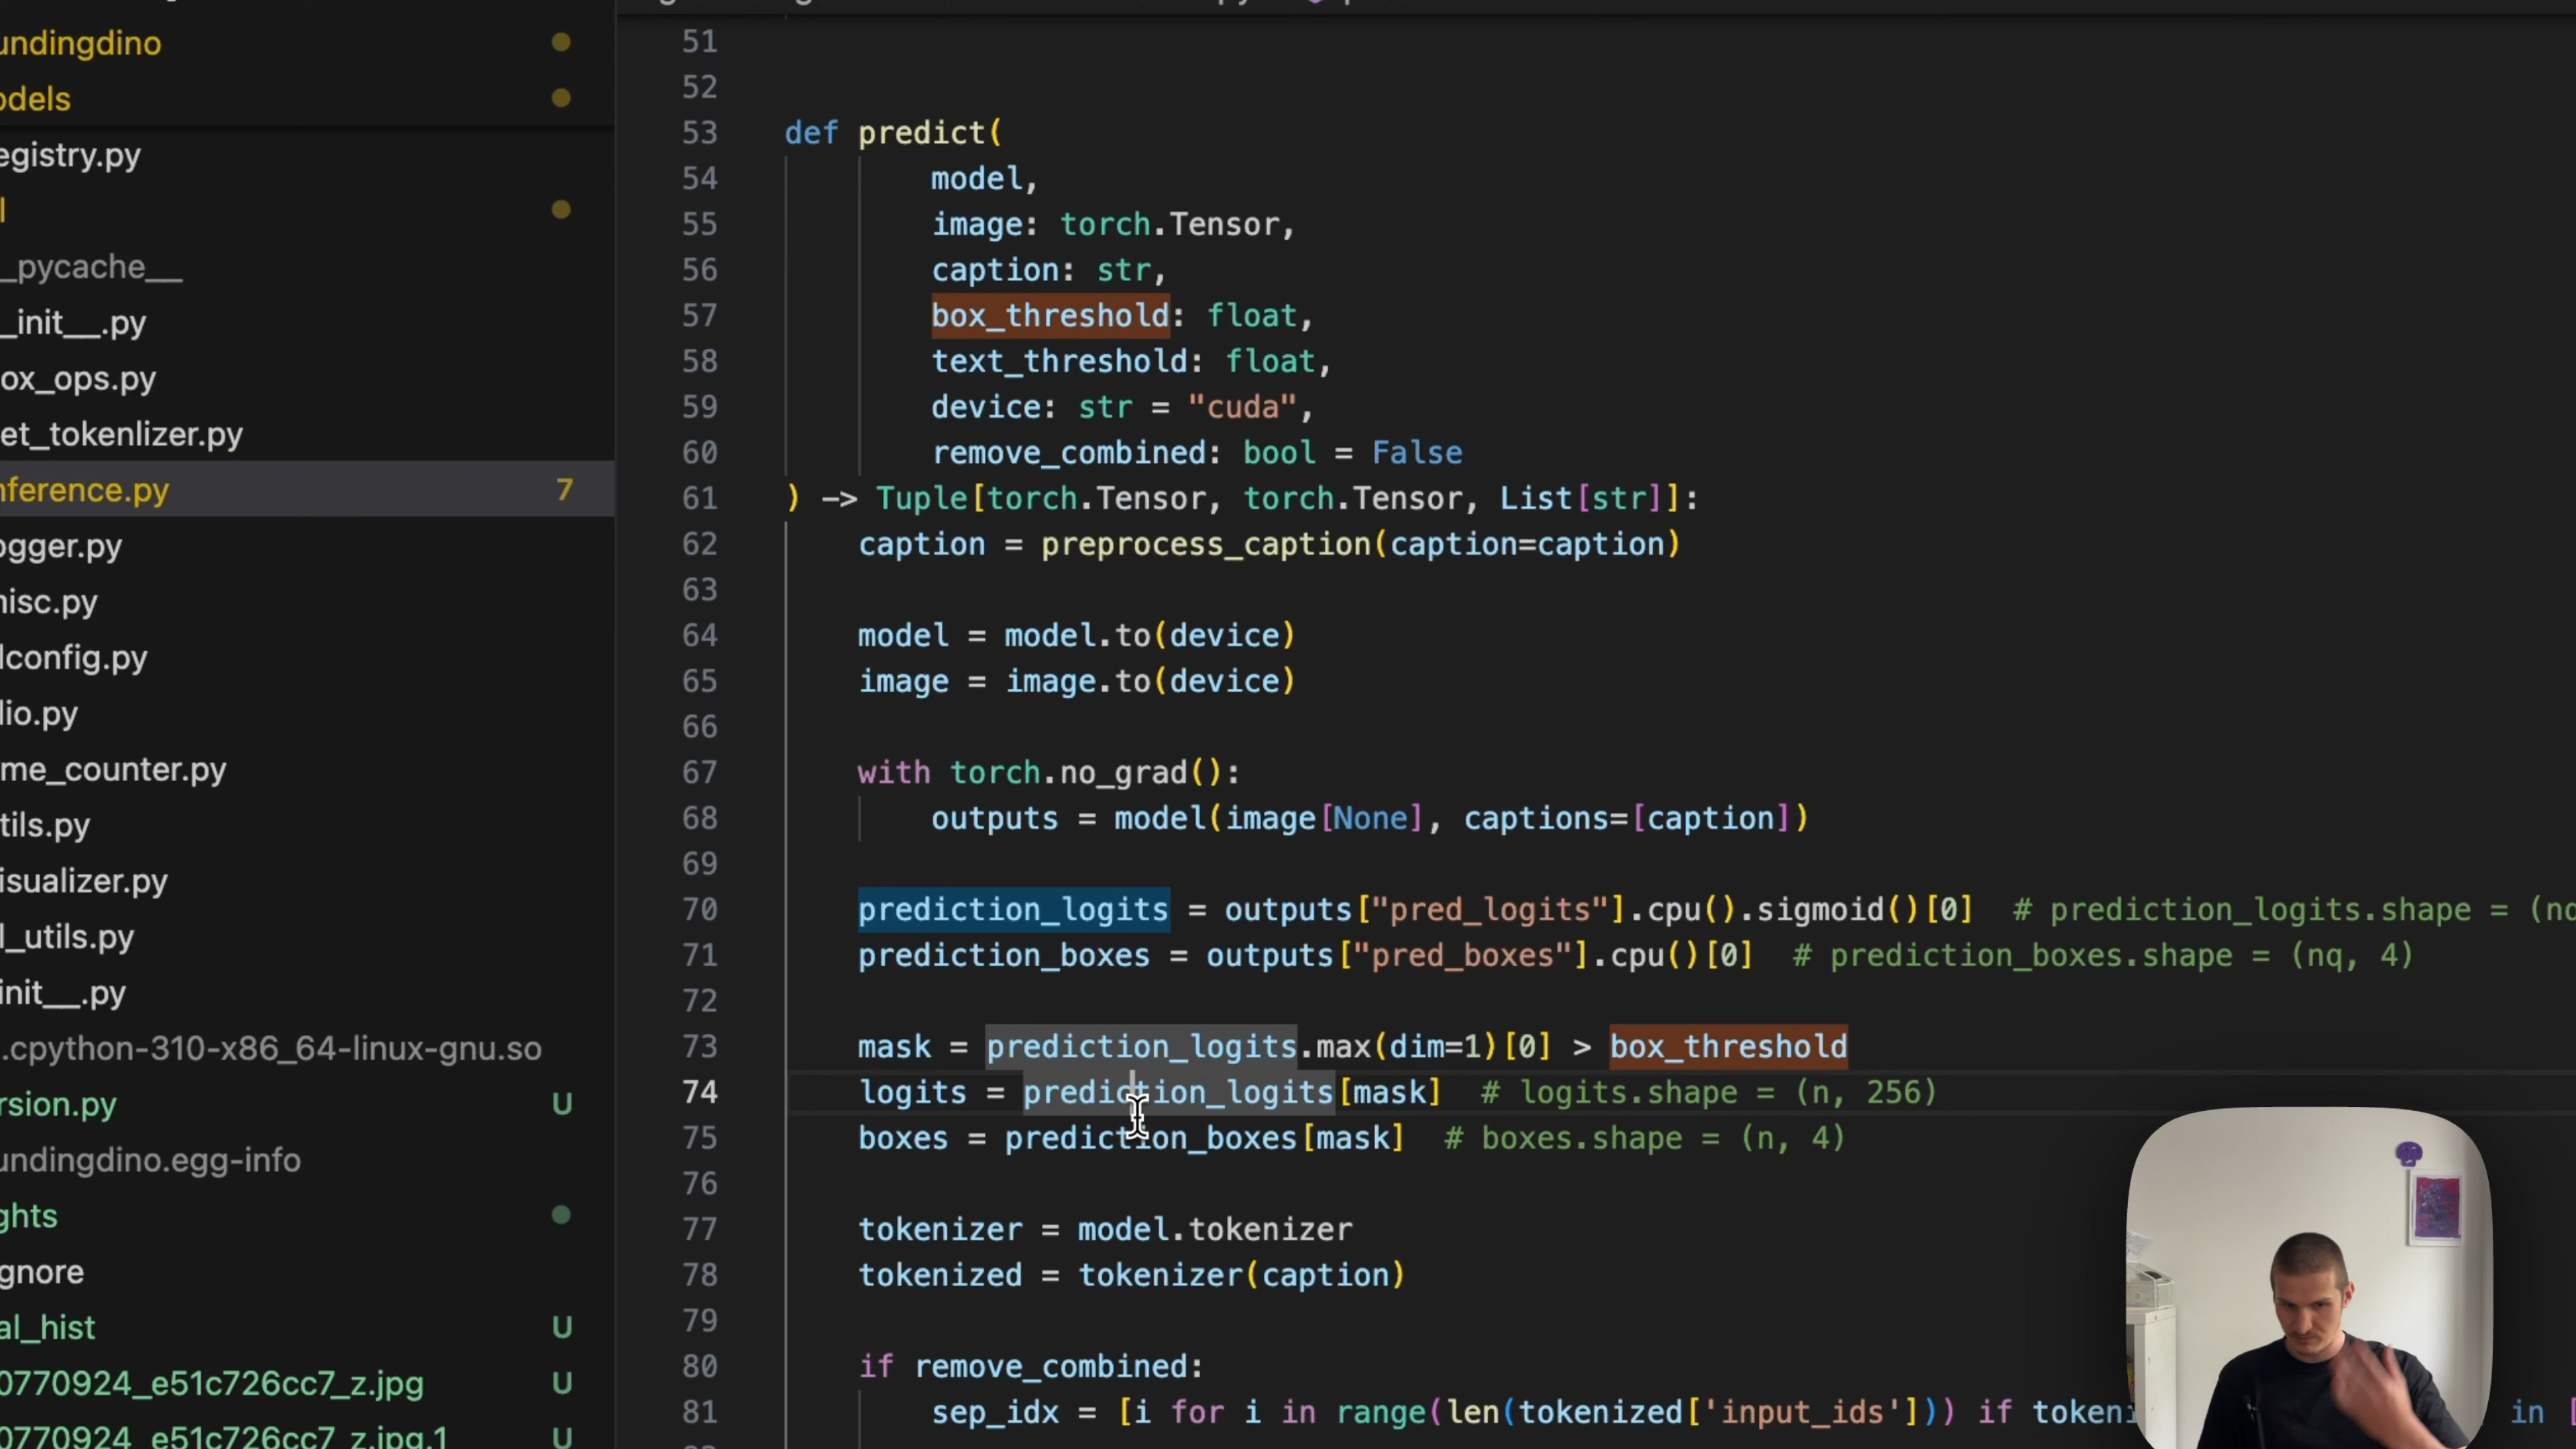 undingdino
odels
egistry.py
l
_pycache__
_init__.py
ox_ops.py
et_tokenlizer.py
nference.py 7
ogger.py
nisc.py
lconfig.py
lio.py
me_counter.py
tils.py
isualizer.py
l_utils.py
init__.py
.cpython-310-x86_64-linux-gnu.so
rsion.py U
undingdino.egg-info
ghts
gnore
al_hist U
0770924_e51c726cc7_z.jpg U
0770924_e51c726cc7_z.jpg.1 U
51
52
53 def predict(
54 model,
55 image: torch.Tensor,
56 caption: str,
57 box_threshold: float,
58 text_threshold: float,
59 device: str = "cuda",
60 remove_combined: bool = False
61 ) -> Tuple[torch.Tensor, torch.Tensor, List[str]]:
62 caption = preprocess_caption(caption=caption)
63
64 model = model.to(device)
65 image = image.to(device)
66
67 with torch.no_grad():
68 outputs = model(image[None], captions=[caption])
69
70 prediction_logits = outputs["pred_logits"].cpu().sigmoid()[0] # prediction_logits.shape = (nq
71 prediction_boxes = outputs["pred_boxes"].cpu()[0] # prediction_boxes.shape = (nq, 4)
72
73 mask = prediction_logits.max(dim=1)[0] > box_threshold
74 logits = prediction_logits[mask] # logits.shape = (n, 256)
75 boxes = prediction_boxes[mask] # boxes.shape = (n, 4)
76
77 tokenizer = model.tokenizer
78 tokenized = tokenizer(caption)
79
80 if remove_combined:
81 sep_idx = [i for i in range(len(tokenized['input_ids'])) if tokeni in [